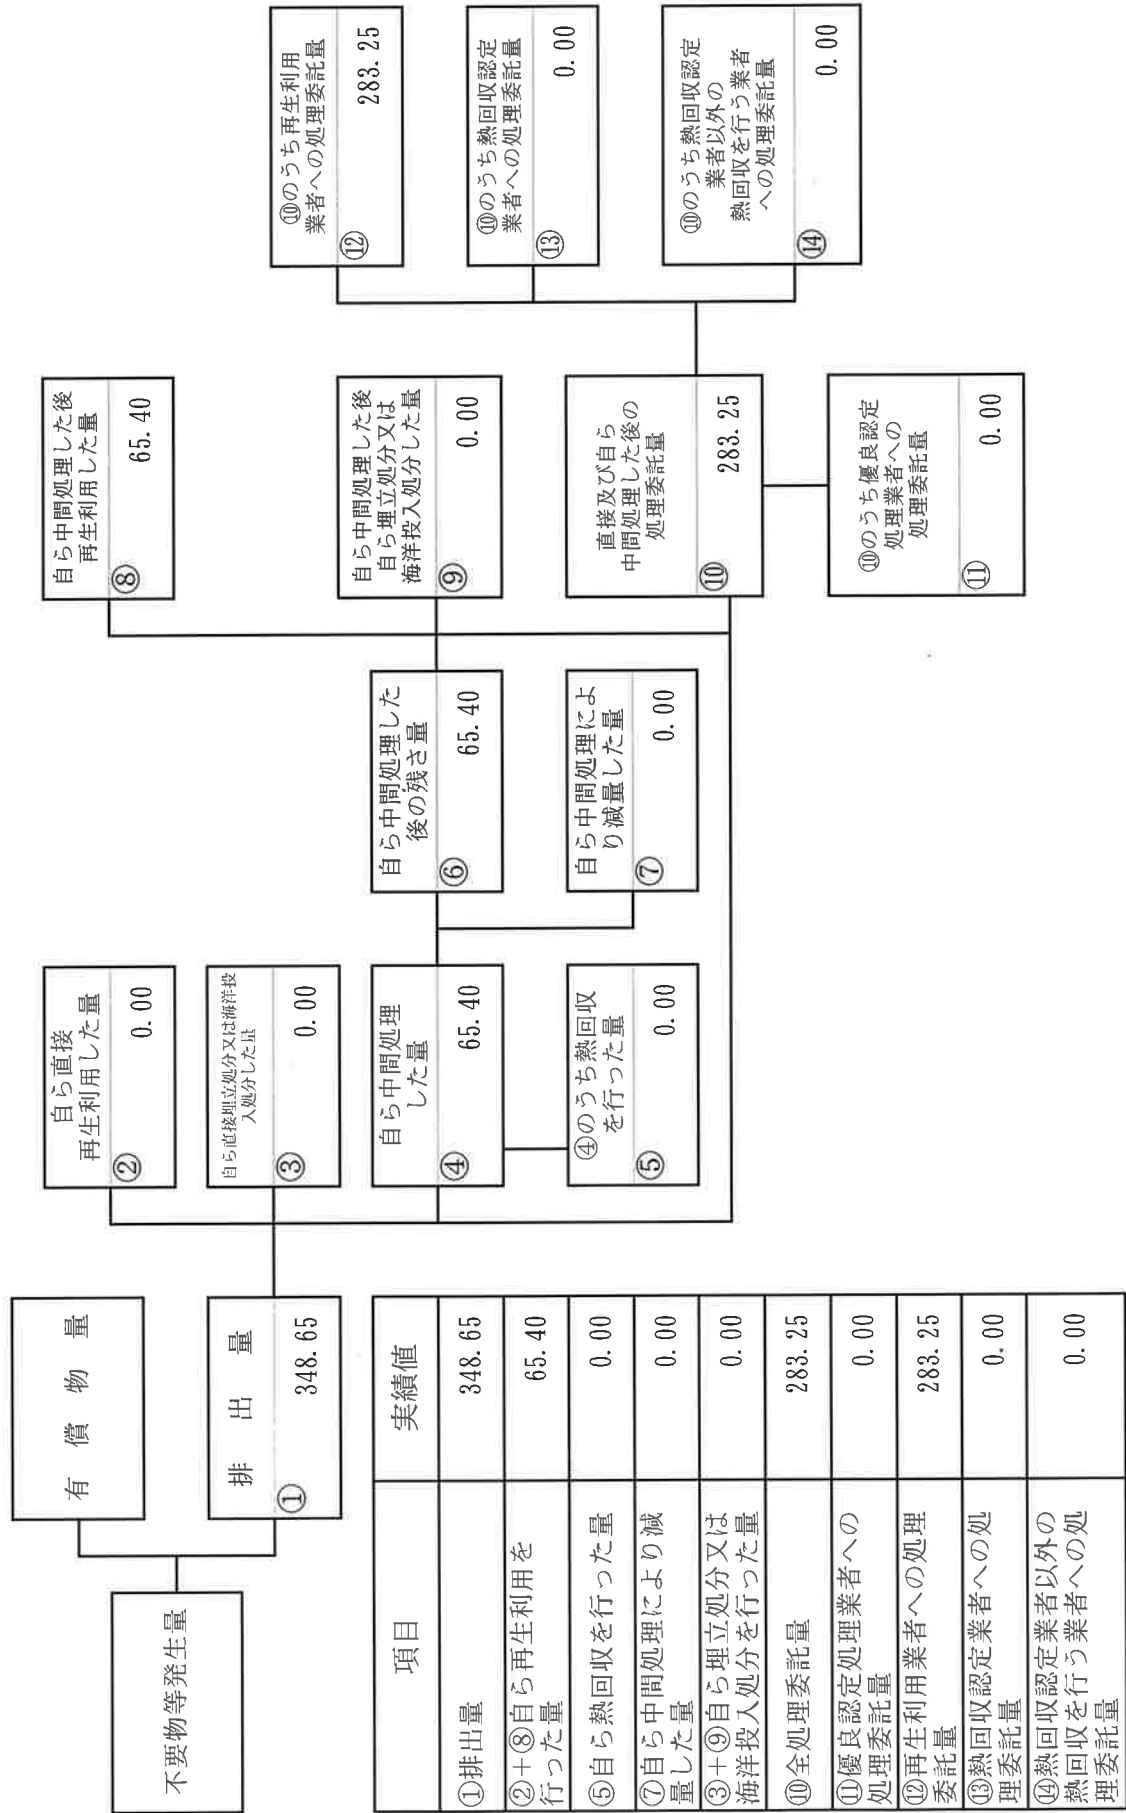 不要物等発生量
有償物量
排出量
①
348.65
自ら直接
再生利用した量
②
0.00
自ら直接埋立処分又は海洋投
入処分した量
③
0.00
自ら中間処理
した量
④
65.40
④のうち熱回収
を行った量
⑤
0.00
自ら中間処理した
後の残さ量
⑥
65.40
自ら中間処理によ
り減量した量
⑦
0.00
自ら中間処理した後
再生利用した量
⑧
65.40
自ら中間処理した後
自ら埋立処分又は
海洋投入処分した量
⑨
0.00
直接及び自ら
中間処理した後の
処理委託量
⑩
283.25
⑩のうち優良認定
処理業者への
処理委託量
⑪
0.00
⑩のうち再生利用
業者への処理委託量
⑫
283.25
⑩のうち熱回収認定
業者への処理委託量
⑬
0.00
⑩のうち熱回収認定
業者以外の
熱回収を行う業者
への処理委託量
⑭
0.00
項目 実績値
①排出量 348.65
②+⑧自ら再生利用を
行った量 65.40
⑤自ら熱回収を行った量 0.00
⑦自ら中間処理により減
量した量 0.00
③+⑨自ら埋立処分又は
海洋投入処分を行った量 0.00
⑩全処理委託量 283.25
⑪優良認定処理業者への
処理委託量 0.00
⑫再生利用業者への処理
委託量 283.25
⑬熱回収認定業者への処
理委託量 0.00
⑭熱回収認定業者以外の
熱回収を行う業者への処
理委託量 0.00